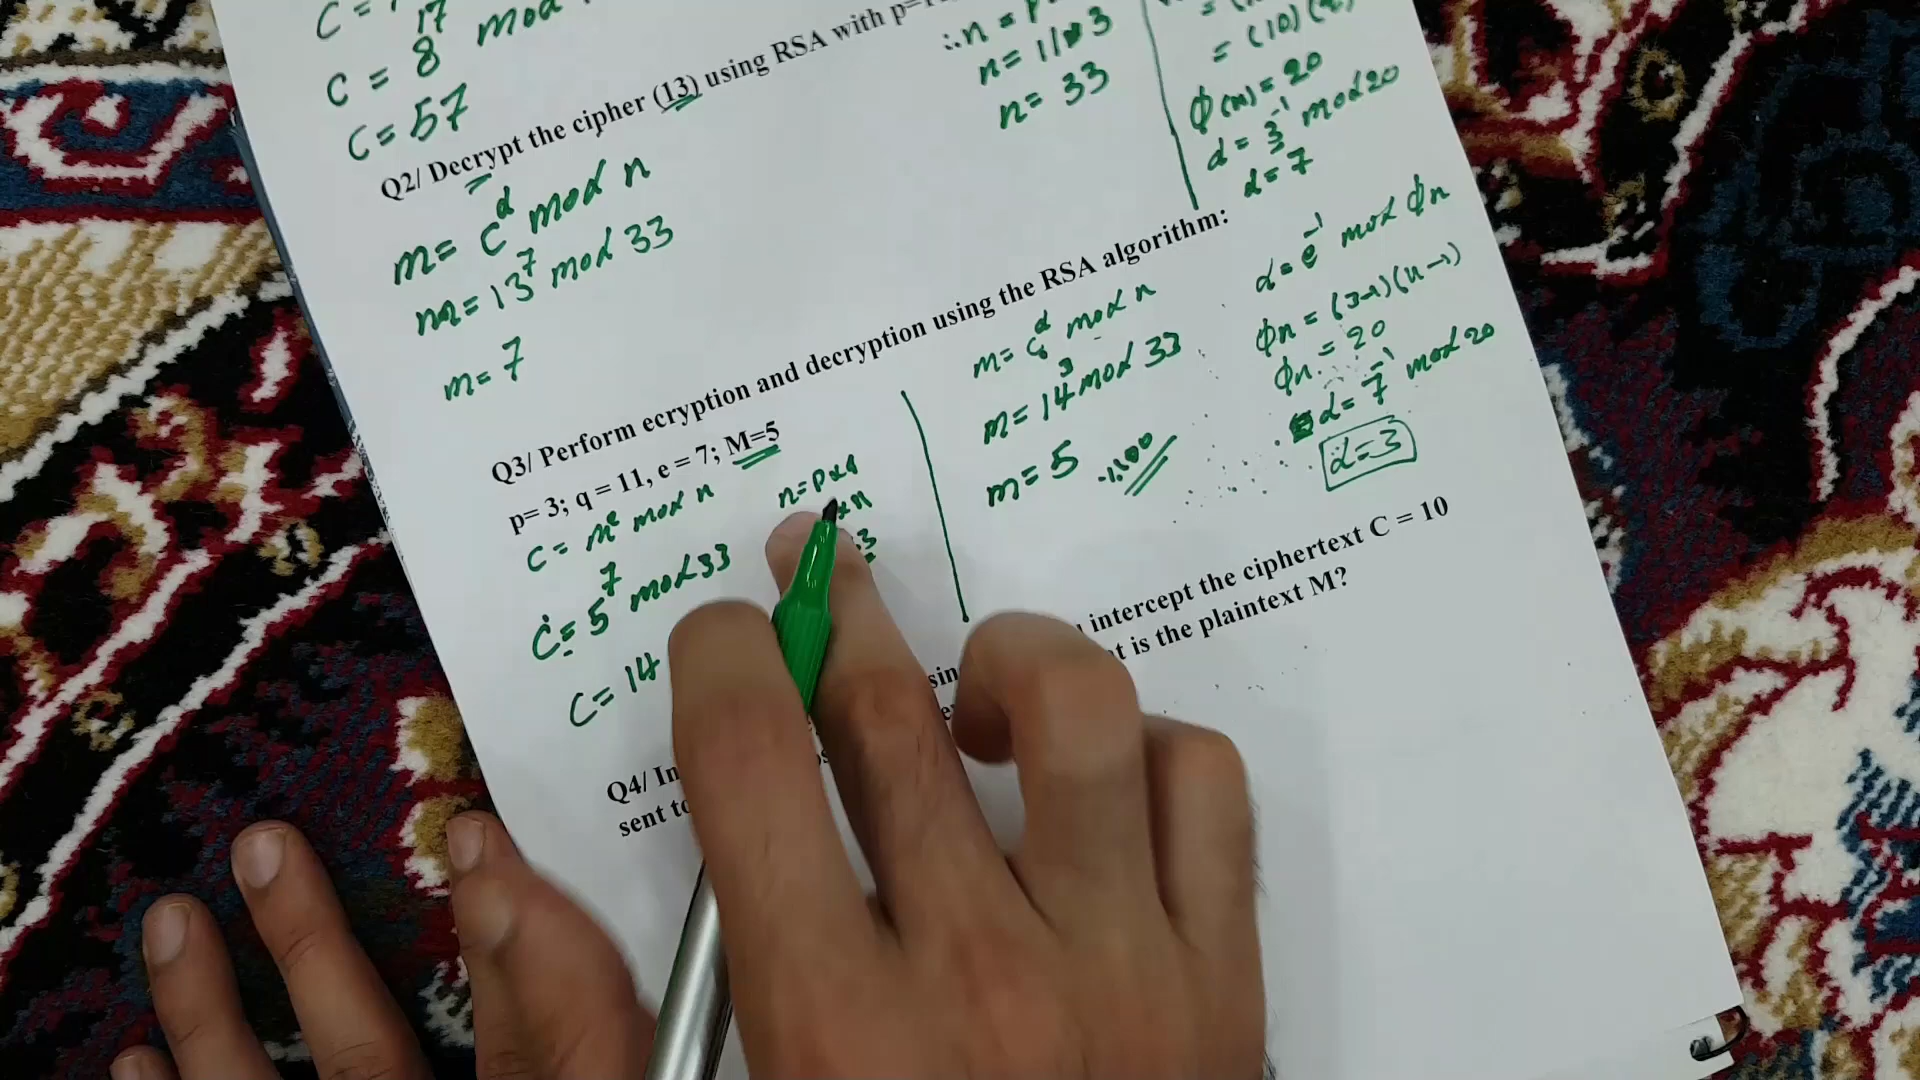 C =
C = 8^17 mod
C = 57
Q2/ Decrypt the cipher (13) using RSA with p=
∴ n = P
n = 11*3
n = 33
= (10)(
ϕ(n) = 20
d = 3^-1 mod 20
d = 7
m = C^d mod n
m = 13^7 mod 33
m = 7
Q3/ Perform ecryption and decryption using the RSA algorithm:
p= 3; q = 11, e = 7; M=5
C = M^e mod n
C = 5^7 mod 33
C = 14
n = P*q
m = C^d mod n
m = 14^3 mod 33
m = 5
d = e^-1 mod ϕn
ϕn = (3-1)(11-1)
ϕn = 20
d = 7^-1 mod 20
d = 3
Q4/ In
intercept the ciphertext C = 10
sent to
is the plaintext M?